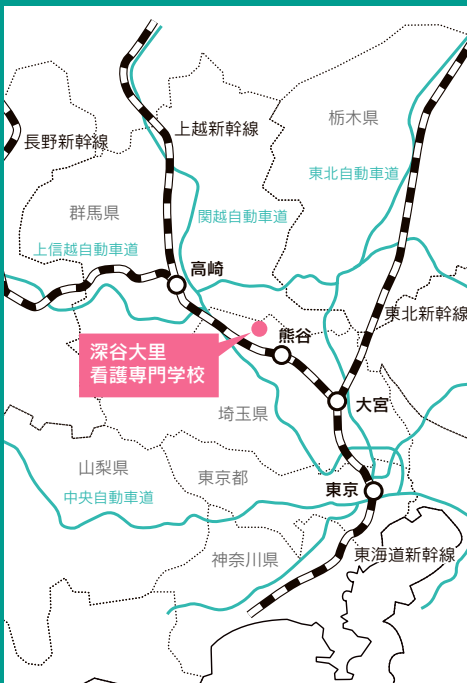 栃木県
上越新幹線
長野新幹線
東北自動車道
群馬県
関越自動車道
上信越自動車道
高崎
東北新幹線
熊谷
深谷大里
看護専門学校
大宮
埼玉県
山梨県
東京都
東京
中央自動車道
神奈川県
東海道新幹線